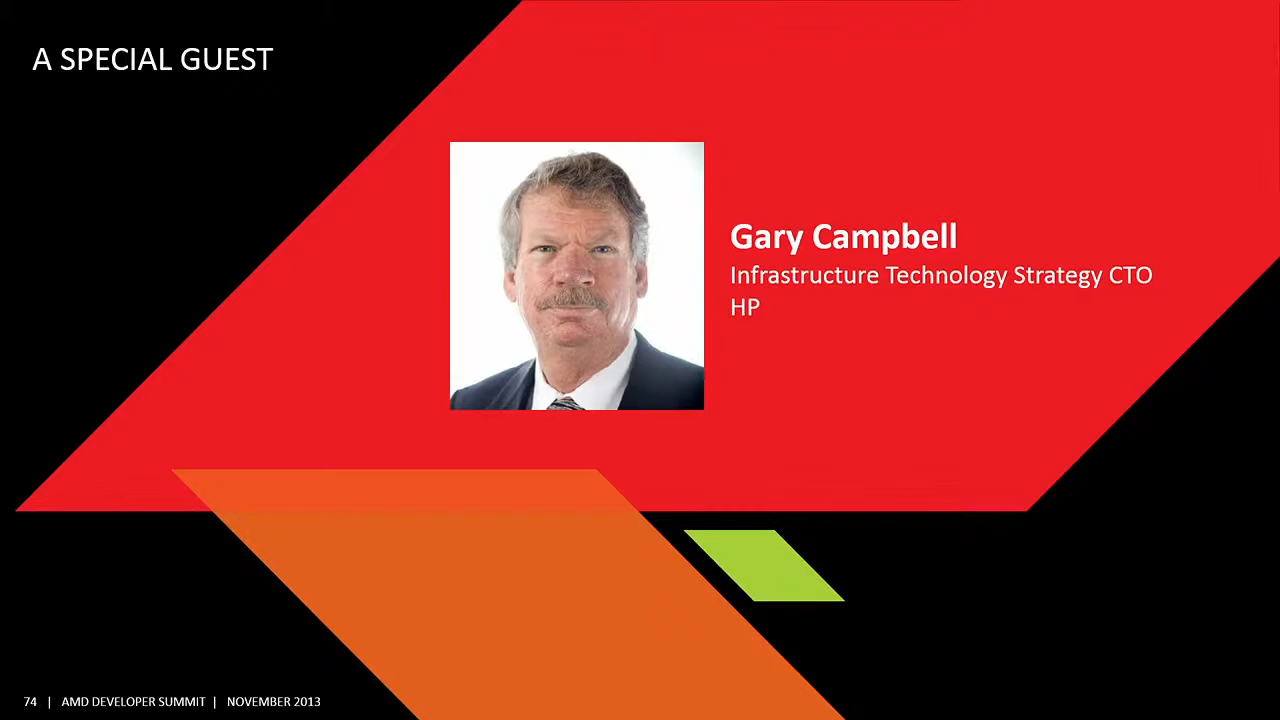 A SPECIAL GUEST
Gary Campbell
Infrastructure Technology Strategy CTO
HP
74 | AMD DEVELOPER SUMMIT | NOVEMBER 2013